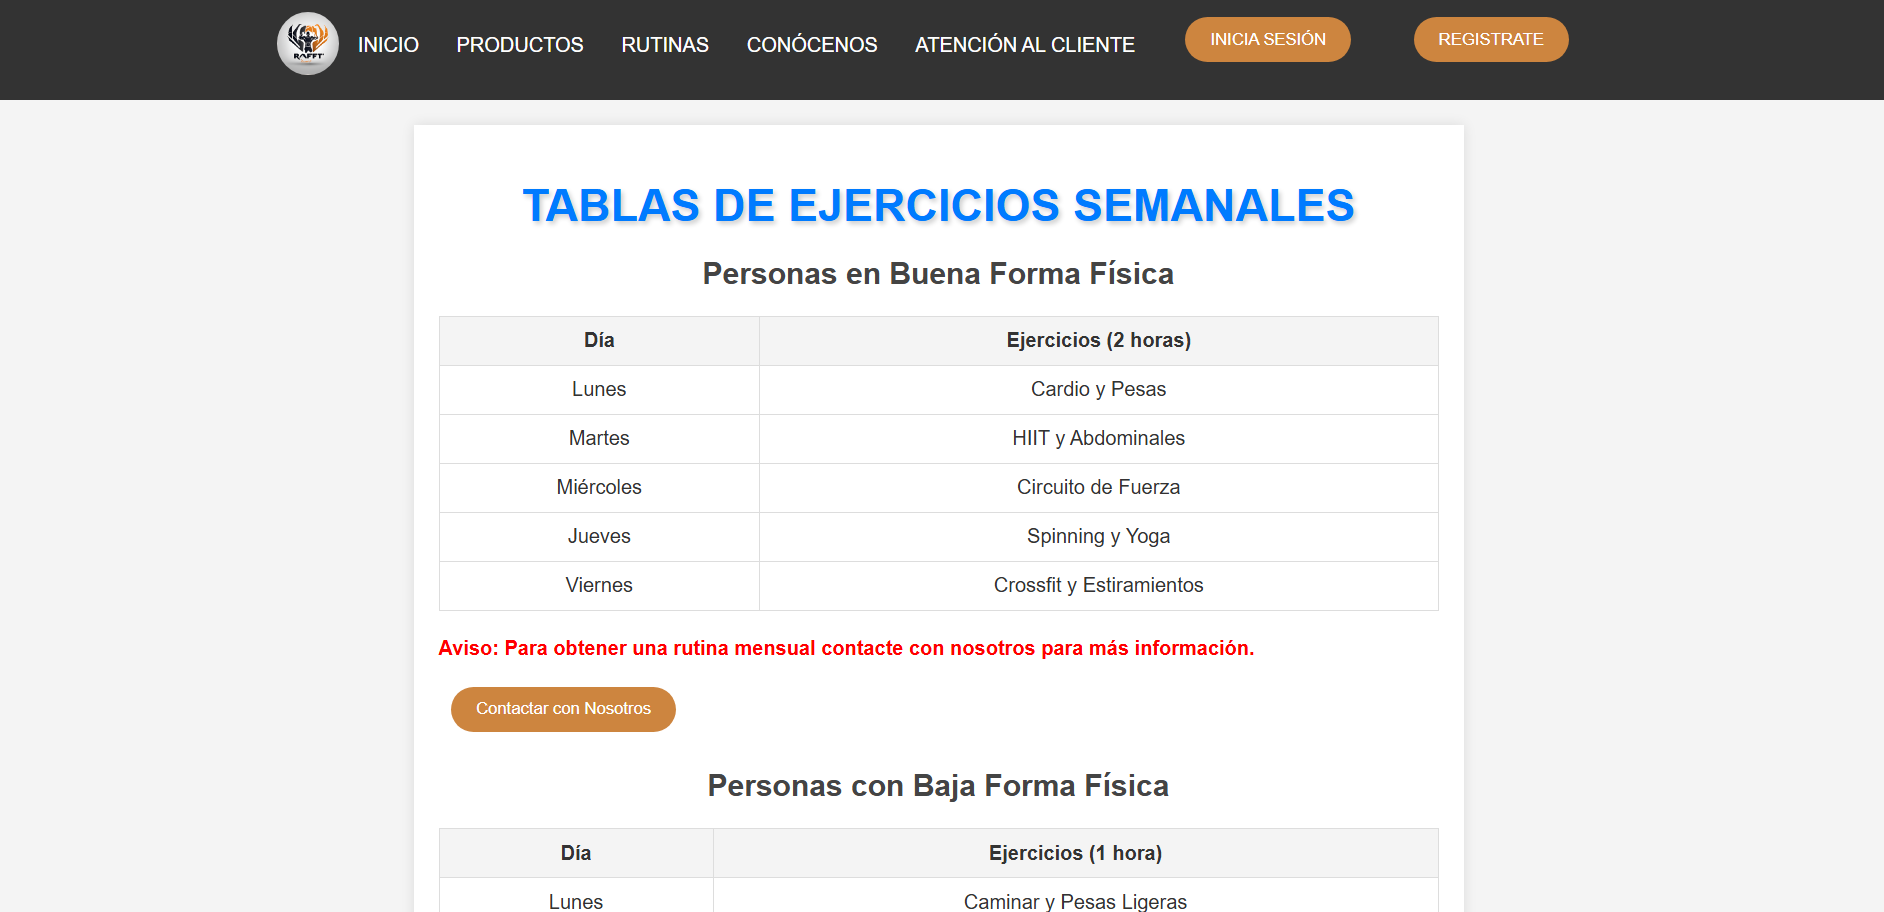 RAFFT
INICIO
PRODUCTOS
RUTINAS
CONÓCENOS
ATENCIÓN AL CLIENTE
INICIA SESIÓN
REGISTRATE
TABLAS DE EJERCICIOS SEMANALES
Personas en Buena Forma Física
Día Ejercicios (2 horas)
Lunes Cardio y Pesas
Martes HIIT y Abdominales
Miércoles Circuito de Fuerza
Jueves Spinning y Yoga
Viernes Crossfit y Estiramientos
Aviso: Para obtener una rutina mensual contacte con nosotros para más información.
Contactar con Nosotros
Personas con Baja Forma Física
Día Ejercicios (1 hora)
Lunes Caminar y Pesas Ligeras